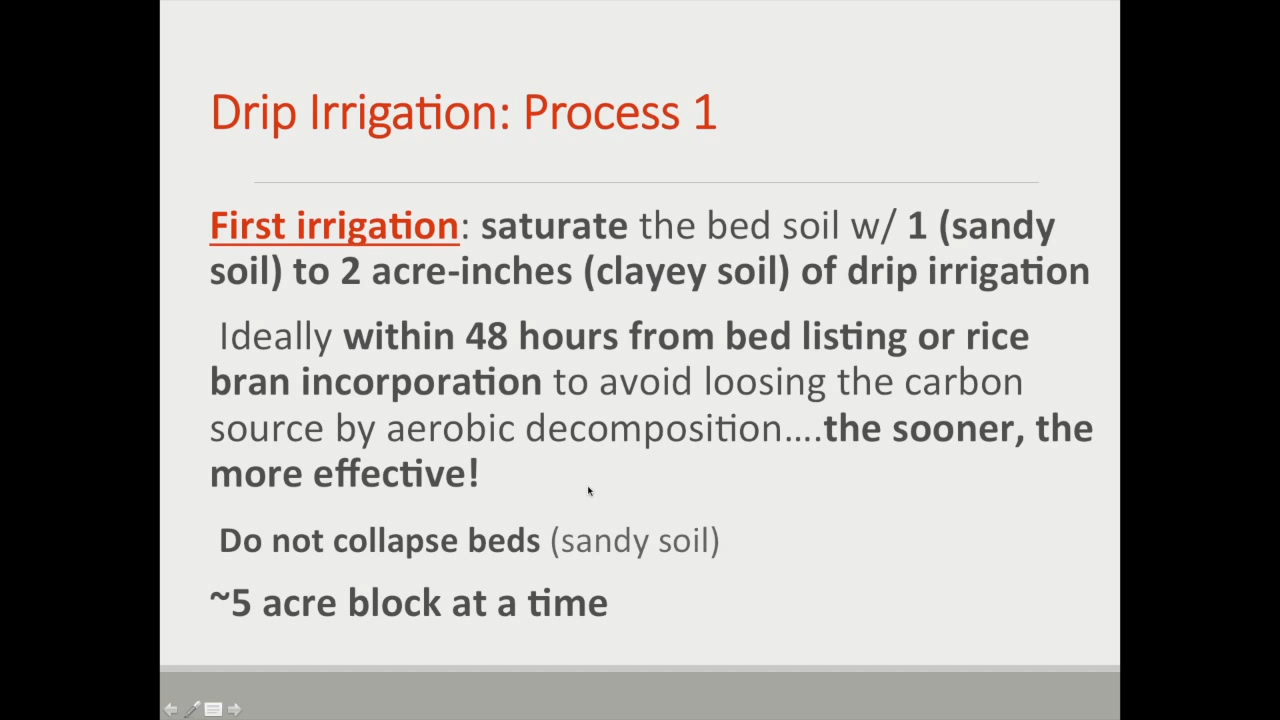 Drip Irrigation: Process 1
First irrigation: saturate the bed soil w/ 1 (sandy
soil) to 2 acre-inches (clayey soil) of drip irrigation
Ideally within 48 hours from bed listing or rice
bran incorporation to avoid loosing the carbon
source by aerobic decomposition....the sooner, the
more effective!
Do not collapse beds (sandy soil)
~5 acre block at a time